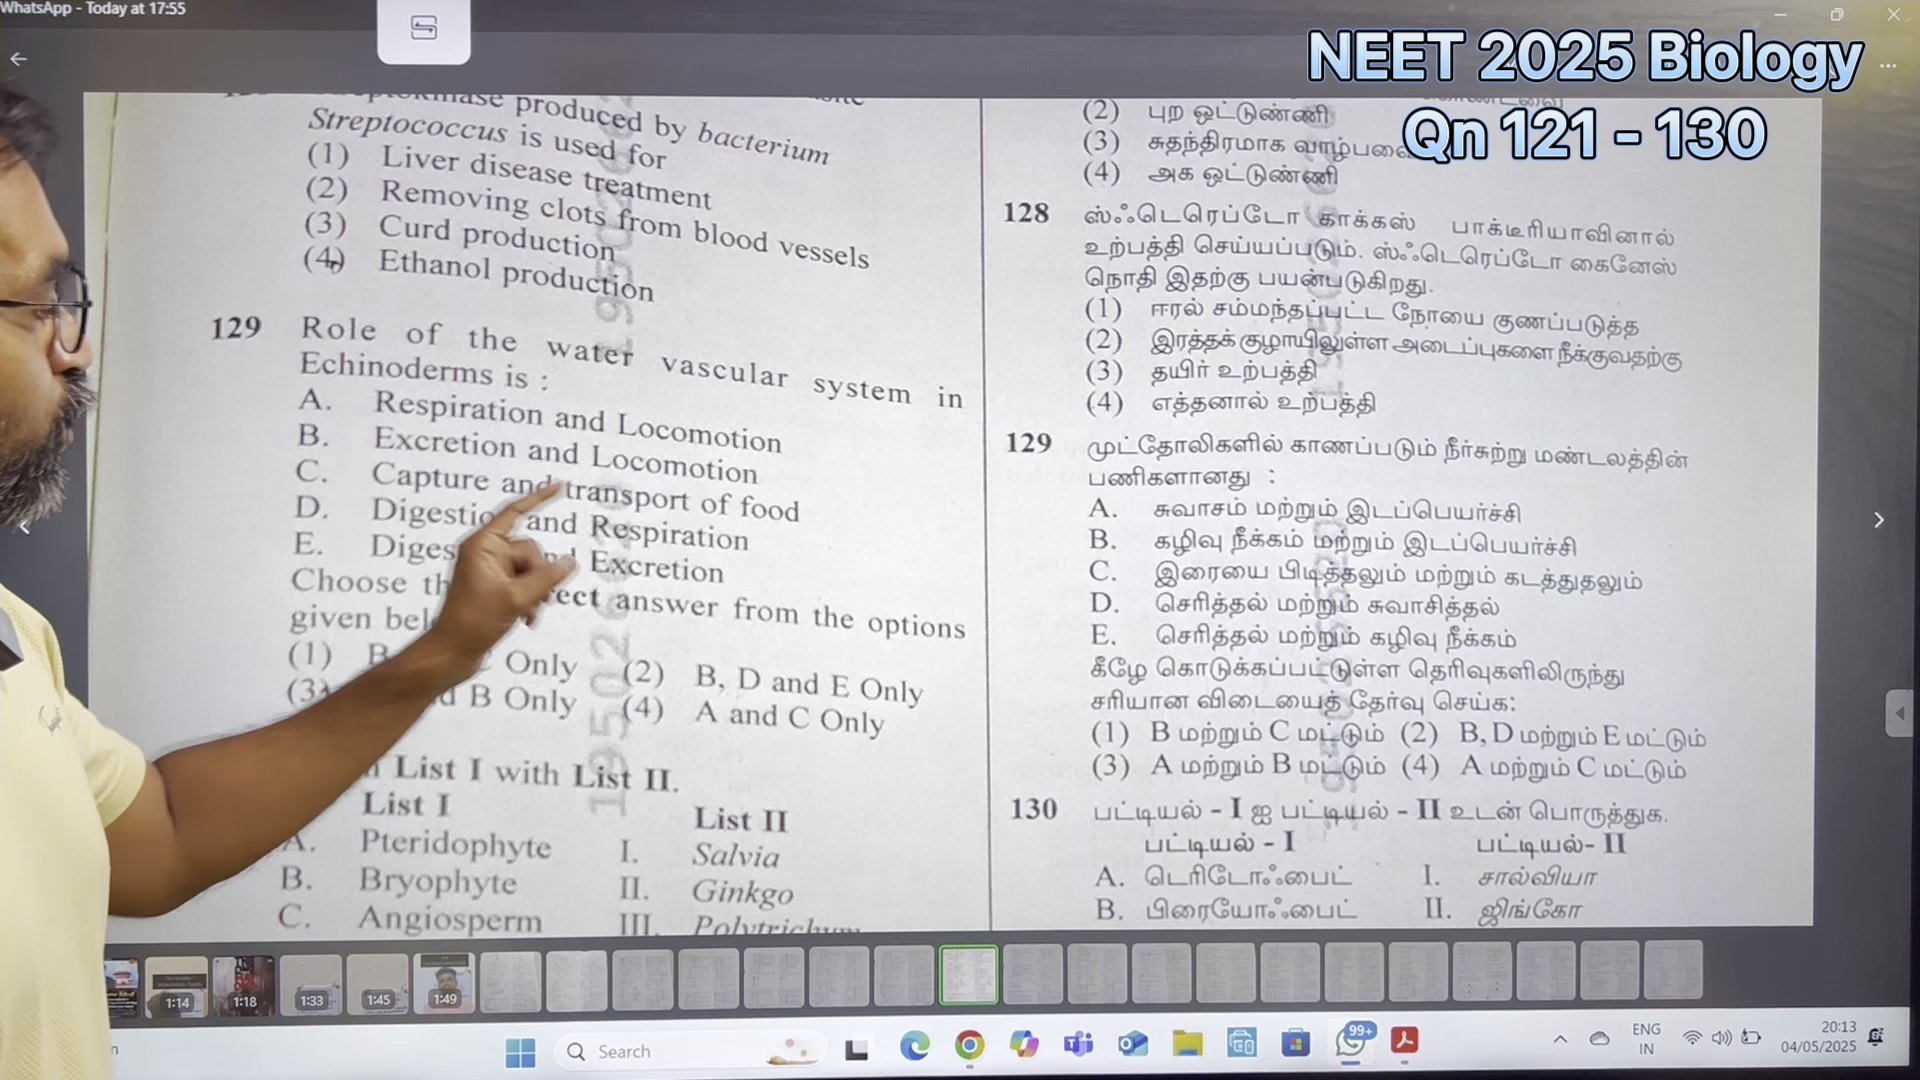 WhatsApp - Today at 17:55
NEET 2025 Biology
Qn 121 - 130
produced by bacterium
Streptococcus is used for
(1) Liver disease treatment
(2) Removing clots from blood vessels
(3) Curd production
(4) Ethanol production
129 Role of the water vascular system in
Echinoderms is :
A. Respiration and Locomotion
B. Excretion and Locomotion
C. Capture and transport of food
D. and Respiration
E. Excretion
Choose answer from the options
given
(1) B C Only (2) B, D and E Only
B Only (4) A and C Only
List I with List II.
List I List II
A. Pteridophyte I. Salvia
B. Bryophyte II. Ginkgo
C. Angiosperm III. Polytrichum
(2) புற ஒட்டுண்ணி
(3) சுதந்திரமாக
(4) அக ஒட்டுண்ணி
128 ஸ்ஃடெரெப்டோ காக்கஸ் பாக்டீரியாவினால்
உற்பத்தி செய்யப்படும். ஸ்ஃடெரெப்டோ கைனேஸ்
நொதி இதற்கு பயன்படுகிறது.
(1) ஈரல் சம்மந்தப்பட்ட நோயை குணப்படுத்த
(2) இரத்தக் குழாயிலுள்ள அடைப்புகளை நீக்குவதற்கு
(3) தயிர் உற்பத்தி
(4) எத்தனால் உற்பத்தி
129 முட்தோலிகளில் காணப்படும் நீர்சுற்று மண்டலத்தின்
பணிகளானது :
A. சுவாசம் மற்றும் இடப்பெயர்ச்சி
B. கழிவு நீக்கம் மற்றும் இடப்பெயர்ச்சி
C. இரையை பிடித்தலும் மற்றும் கடத்துதலும்
D. செரித்தல் மற்றும் சுவாசித்தல்
E. செரித்தல் மற்றும் கழிவு நீக்கம்
கீழே கொடுக்கப்பட்டுள்ள தெரிவுகளிலிருந்து
சரியான விடையைத் தேர்வு செய்க:
(1) B மற்றும் C மட்டும் (2) B, D மற்றும் E மட்டும்
(3) A மற்றும் B மட்டும் (4) A மற்றும் C மட்டும்
130 பட்டியல் - I ஐ பட்டியல் - II உடன் பொருத்துக.
பட்டியல் - I பட்டியல்- II
A. டெரிடோஃபைட் I. சால்வியா
B. பிரையோஃபைட் II. ஜிங்கோ
1:14 1:18 1:33 1:45 1:49
Search
99+
ENG
IN
20:13
04/05/2025